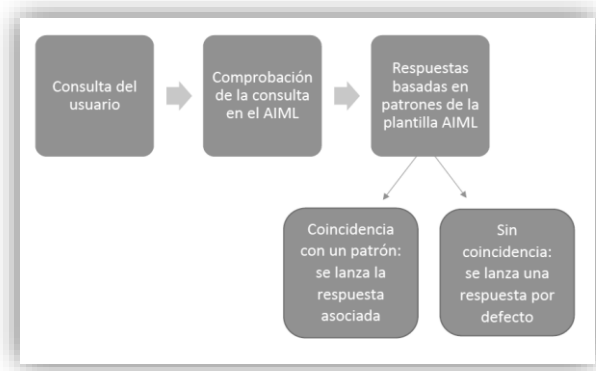 Consulta del
usuario
Comprobación
de la consulta
en el AIML
Respuestas
basadas en
patrones de la
plantilla AIML
Coincidencia
con un patrón:
se lanza la
respuesta
asociada
Sin
coincidencia:
se lanza una
respuesta por
defecto